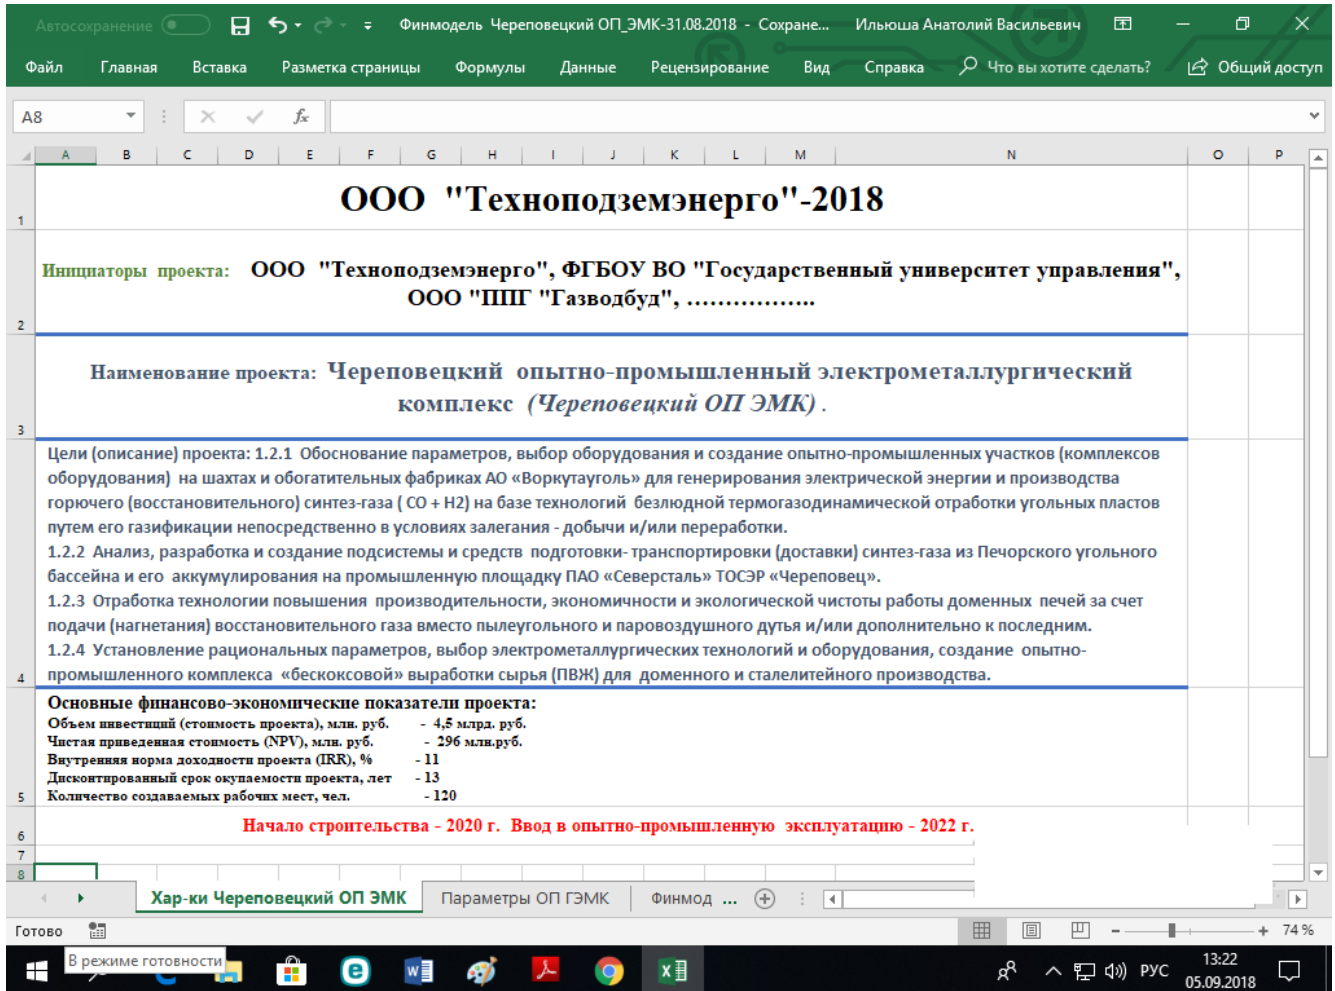 Автосохранение
Финмодель Череповецкий ОП_ЭМК-31.08.2018 - Сохране...
Ильюша Анатолий Васильевич
Файл Главная Вставка Разметка страницы Формулы Данные Рецензирование Вид Справка Что вы хотите сделать? Общий доступ
A8
fx
A B C D E F G H I J K L M N O P
1
ООО "Техноподземэнерго"-2018
Инициаторы проекта: ООО "Техноподземэнерго", ФГБОУ ВО "Государственный университет управления",
ООО "ППГ "Газводбуд", ……………..
2
Наименование проекта: Череповецкий опытно-промышленный электрометаллургический
комплекс (Череповецкий ОП ЭМК) .
3
Цели (описание) проекта: 1.2.1 Обоснование параметров, выбор оборудования и создание опытно-промышленных участков (комплексов
оборудования) на шахтах и обогатительных фабриках АО «Воркутауголь» для генерирования электрической энергии и производства
горючего (восстановительного) синтез-газа ( СО + Н2) на базе технологий безлюдной термогазодинамической отработки угольных пластов
путем его газификации непосредственно в условиях залегания - добычи и/или переработки.
1.2.2 Анализ, разработка и создание подсистемы и средств подготовки- транспортировки (доставки) синтез-газа из Печорского угольного
бассейна и его аккумулирования на промышленную площадку ПАО «Северсталь» ТОСЭР «Череповец».
1.2.3 Отработка технологии повышения производительности, экономичности и экологической чистоты работы доменных печей за счет
подачи (нагнетания) восстановительного газа вместо пылеугольного и паровоздушного дутья и/или дополнительно к последним.
1.2.4 Установление рациональных параметров, выбор электрометаллургических технологий и оборудования, создание опытно-
промышленного комплекса «бескоксовой» выработки сырья (ПВЖ) для доменного и сталелитейного производства.
4
Основные финансово-экономические показатели проекта:
Объем инвестиций (стоимость проекта), млн. руб. - 4,5 млрд. руб.
Чистая приведенная стоимость (NPV), млн. руб. - 296 млн.руб.
Внутренняя норма доходности проекта (IRR), % - 11
Дисконтированный срок окупаемости проекта, лет - 13
Количество создаваемых рабочих мест, чел. - 120
5
Начало строительства - 2020 г. Ввод в опытно-промышленную эксплуатацию - 2022 г.
6
7
8
Хар-ки Череповецкий ОП ЭМК Параметры ОП ГЭМК Финмод ...
Готово
74 %
В режиме готовности
РУС
13:22
05.09.2018